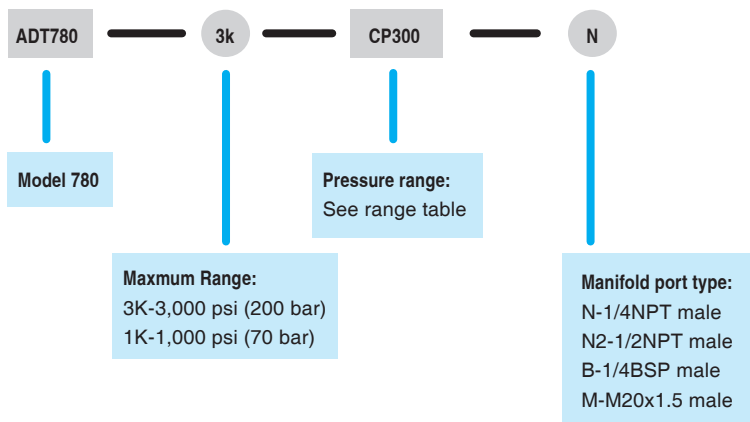 ADT780
3k
CP300
N
Model 780
Pressure range:
See range table
Maxmum Range:
3K-3,000 psi (200 bar)
1K-1,000 psi (70 bar)
Manifold port type:
N-1/4NPT male
N2-1/2NPT male
B-1/4BSP male
M-M20x1.5 male